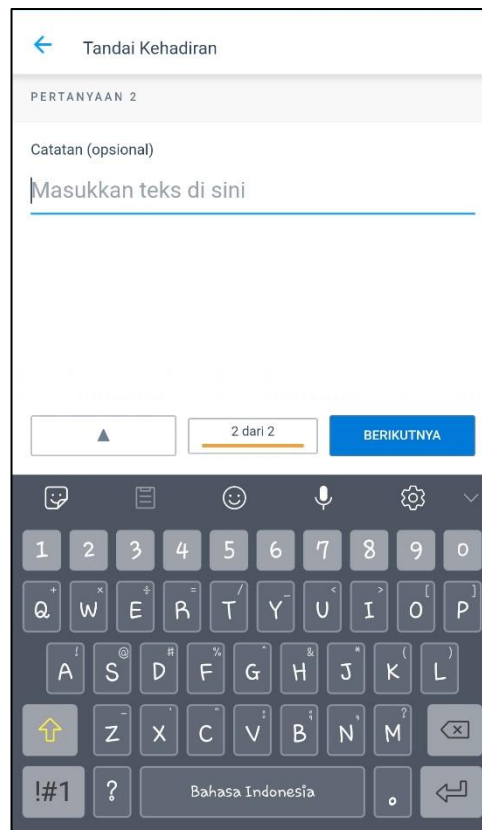 Tandai Kehadiran
PERTANYAAN 2
Catatan (opsional)
Masukkan teks di sini
2 dari 2
BERIKUTNYA
1 2 3 4 5 6 7 8 9 0
Q W E R T Y U I O P
A S D F G H J K L
Z X C V B N M
!#1 ? Bahasa Indonesia .